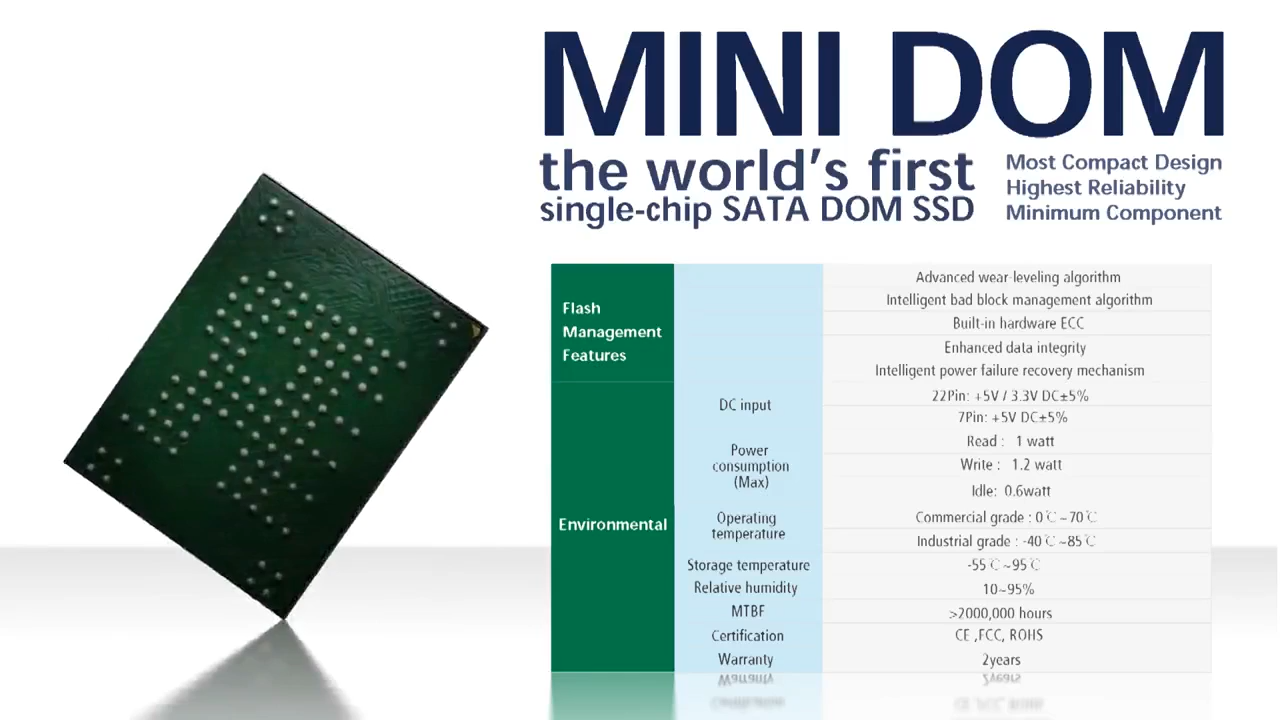 MINI DOM
the world's first
single-chip SATA DOM SSD
Most Compact Design
Highest Reliability
Minimum Component
Flash
Management
Features
Advanced wear-leveling algorithm
Intelligent bad block management algorithm
Built-in hardware ECC
Enhanced data integrity
Intelligent power failure recovery mechanism
Environmental
DC input
22Pin: +5V / 3.3V DC±5%
7Pin: +5V DC±5%
Power
consumption
(Max)
Read : 1 watt
Write : 1.2 watt
Idle: 0.6watt
Operating
temperature
Commercial grade : 0℃ ~70℃
Industrial grade : -40℃ ~85℃
Storage temperature
-55℃ ~95℃
Relative humidity
10~95%
MTBF
>2000,000 hours
Certification
CE ,FCC, ROHS
Warranty
2years